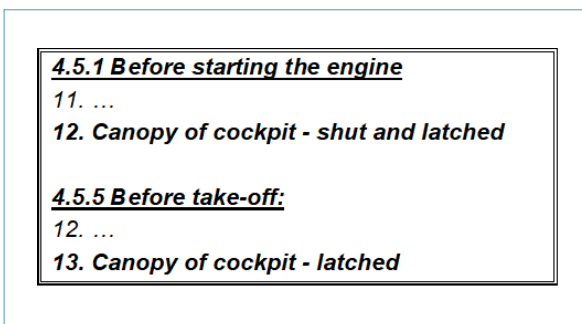 4.5.1 Before starting the engine
11. ...
12. Canopy of cockpit - shut and latched
4.5.5 Before take-off:
12. ...
13. Canopy of cockpit - latched